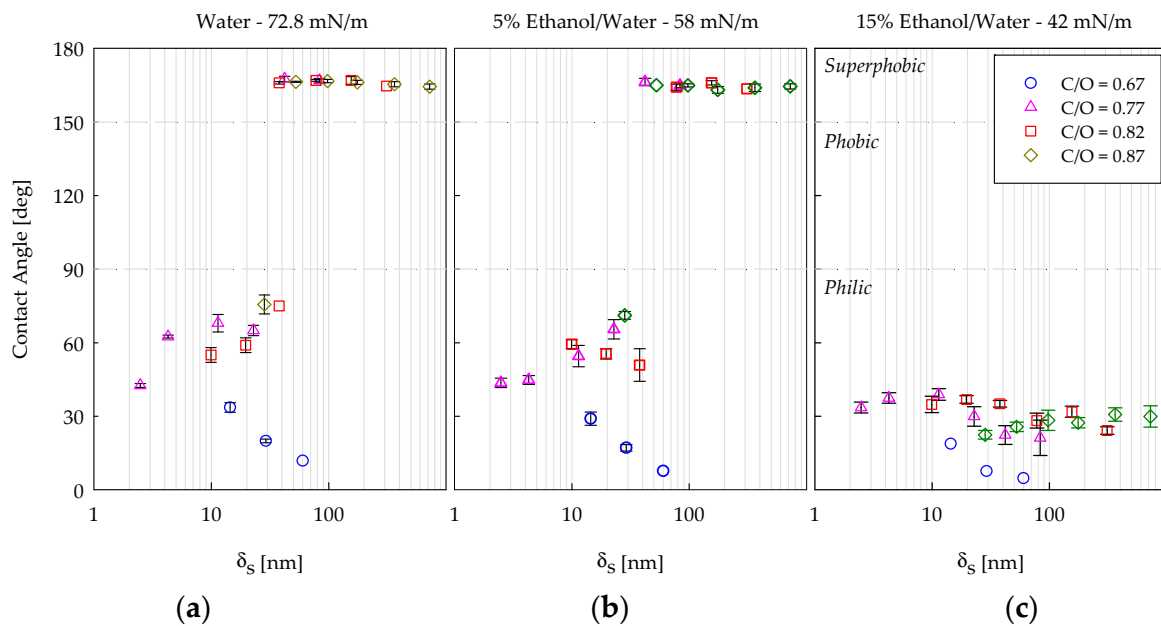 Water - 72.8 mN/m
5% Ethanol/Water - 58 mN/m
15% Ethanol/Water - 42 mN/m
180
150
120
90
60
30
0
Contact Angle [deg]
Superphobic
Phobic
Philic
C/O = 0.67
C/O = 0.77
C/O = 0.82
C/O = 0.87
1 10 100
1 10 100
1 10 100
δs [nm]
δs [nm]
δs [nm]
(a)
(b)
(c)